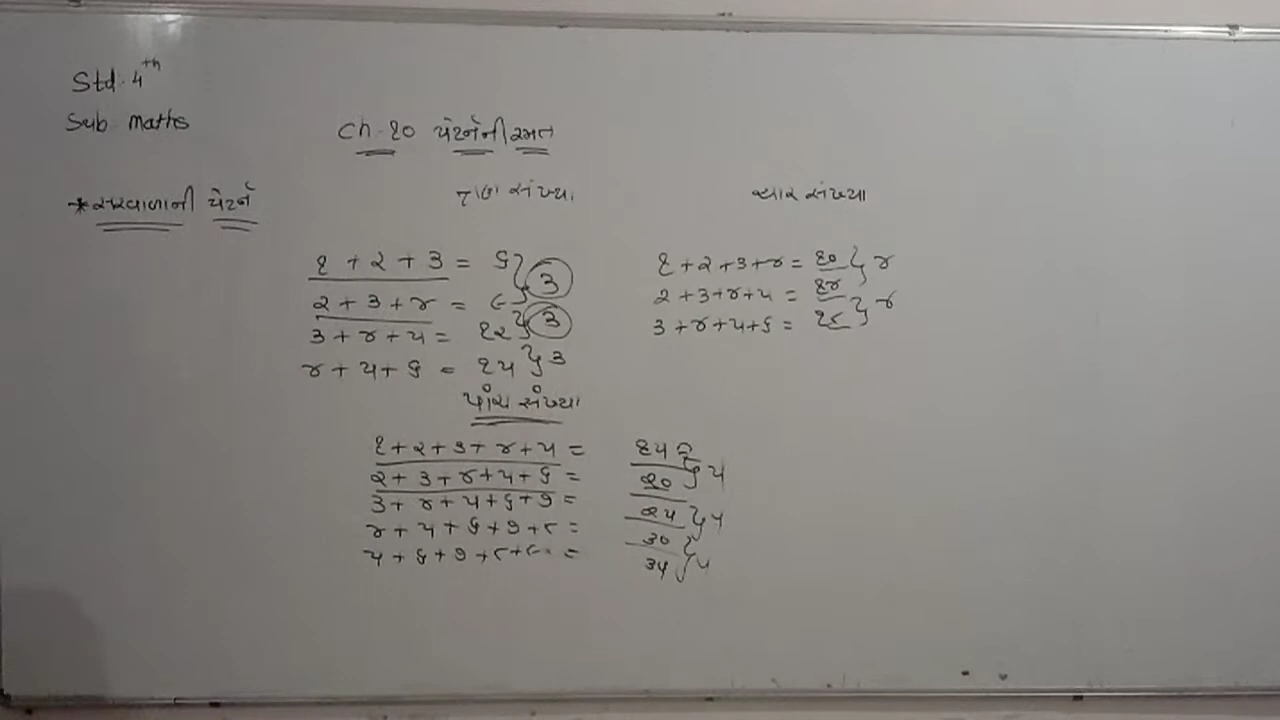 Std. 4th
Sub maths
Ch. ૧૦ પેટર્નની રમત
* સરવાળાની પેટર્ન
ત્રણ સંખ્યા
૧ + ૨ + ૩ = ૬
૨ + ૩ + ૪ = ૯
૩ + ૪ + ૫ = ૧૨
૪ + ૫ + ૬ = ૧૫
૩
૩
૩
ચાર સંખ્યા
૧ + ૨ + ૩ + ૪ = ૧૦
૨ + ૩ + ૪ + ૫ = ૧૪
૩ + ૪ + ૫ + ૬ = ૧૮
૪
૪
પાંચ સંખ્યા
૧ + ૨ + ૩ + ૪ + ૫ = ૧૫
૨ + ૩ + ૪ + ૫ + ૬ = ૨૦
૩ + ૪ + ૫ + ૬ + ૭ = ૨૫
૪ + ૫ + ૬ + ૭ + ૮ = ૩૦
૫ + ૬ + ૭ + ૮ + ૯ = ૩૫
૫
૫
૫